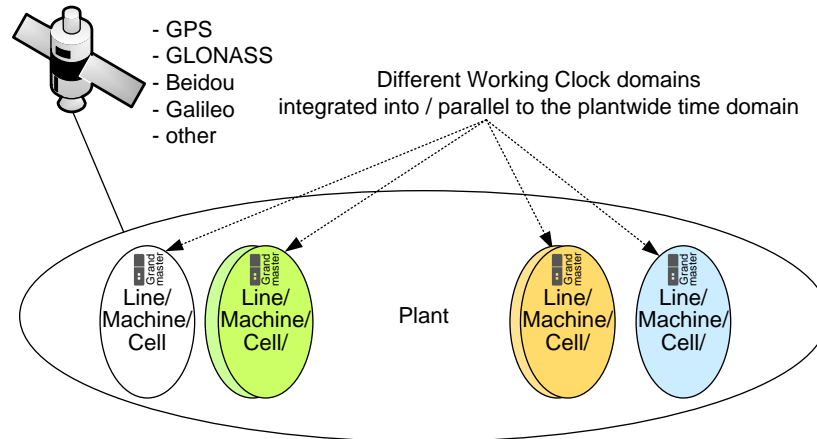 - GPS
- GLONASS
- Beidou
- Galileo
- other
Different Working Clock domains
integrated into / parallel to the plantwide time domain
Grand
master
Line/
Machine/
Cell
Grand
master
Line/
Machine/
Cell/
Plant
Grand
master
Line/
Machine/
Cell/
Grand
master
Line/
Machine/
Cell/